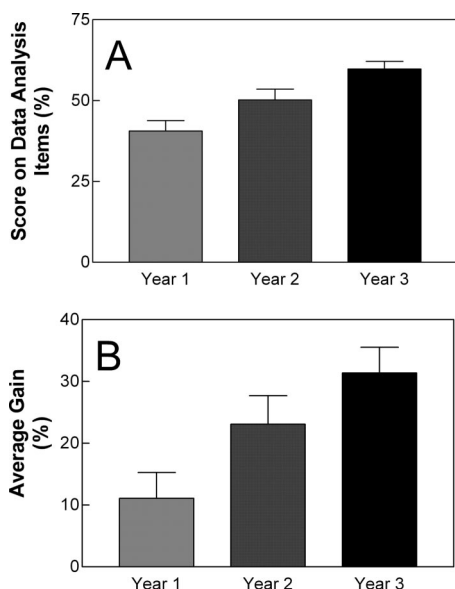 A
Score on Data Analysis
Items (%)
75
50
25
0
Year 1 Year 2 Year 3
B
Average Gain
(%)
40
30
20
10
0
Year 1 Year 2 Year 3